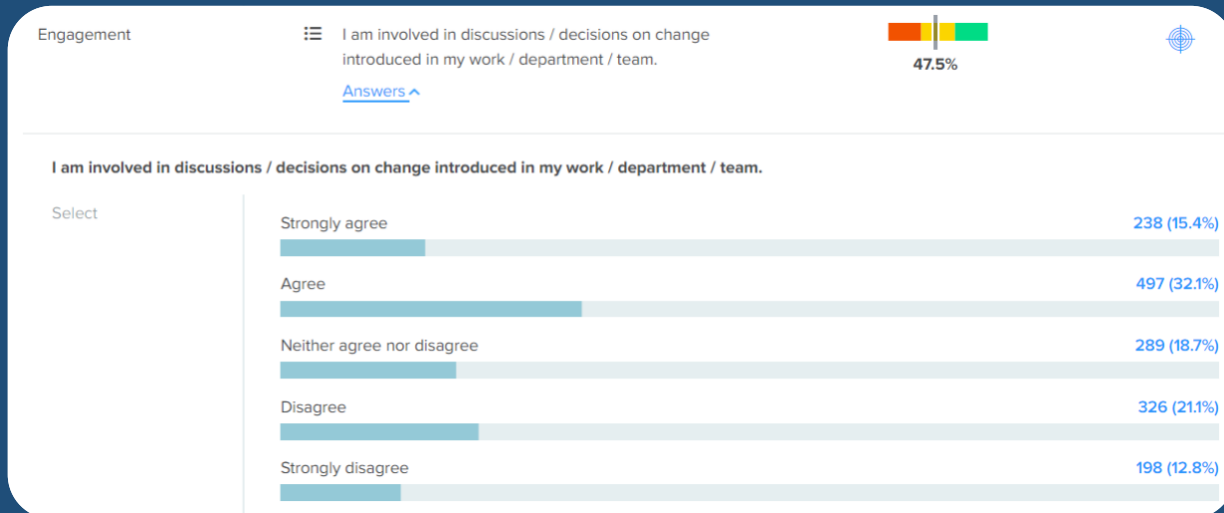 Engagement
I am involved in discussions / decisions on change
introduced in my work / department / team.
47.5%
Answers
I am involved in discussions / decisions on change introduced in my work / department / team.
Select
Strongly agree 238 (15.4%)
Agree 497 (32.1%)
Neither agree nor disagree 289 (18.7%)
Disagree 326 (21.1%)
Strongly disagree 198 (12.8%)